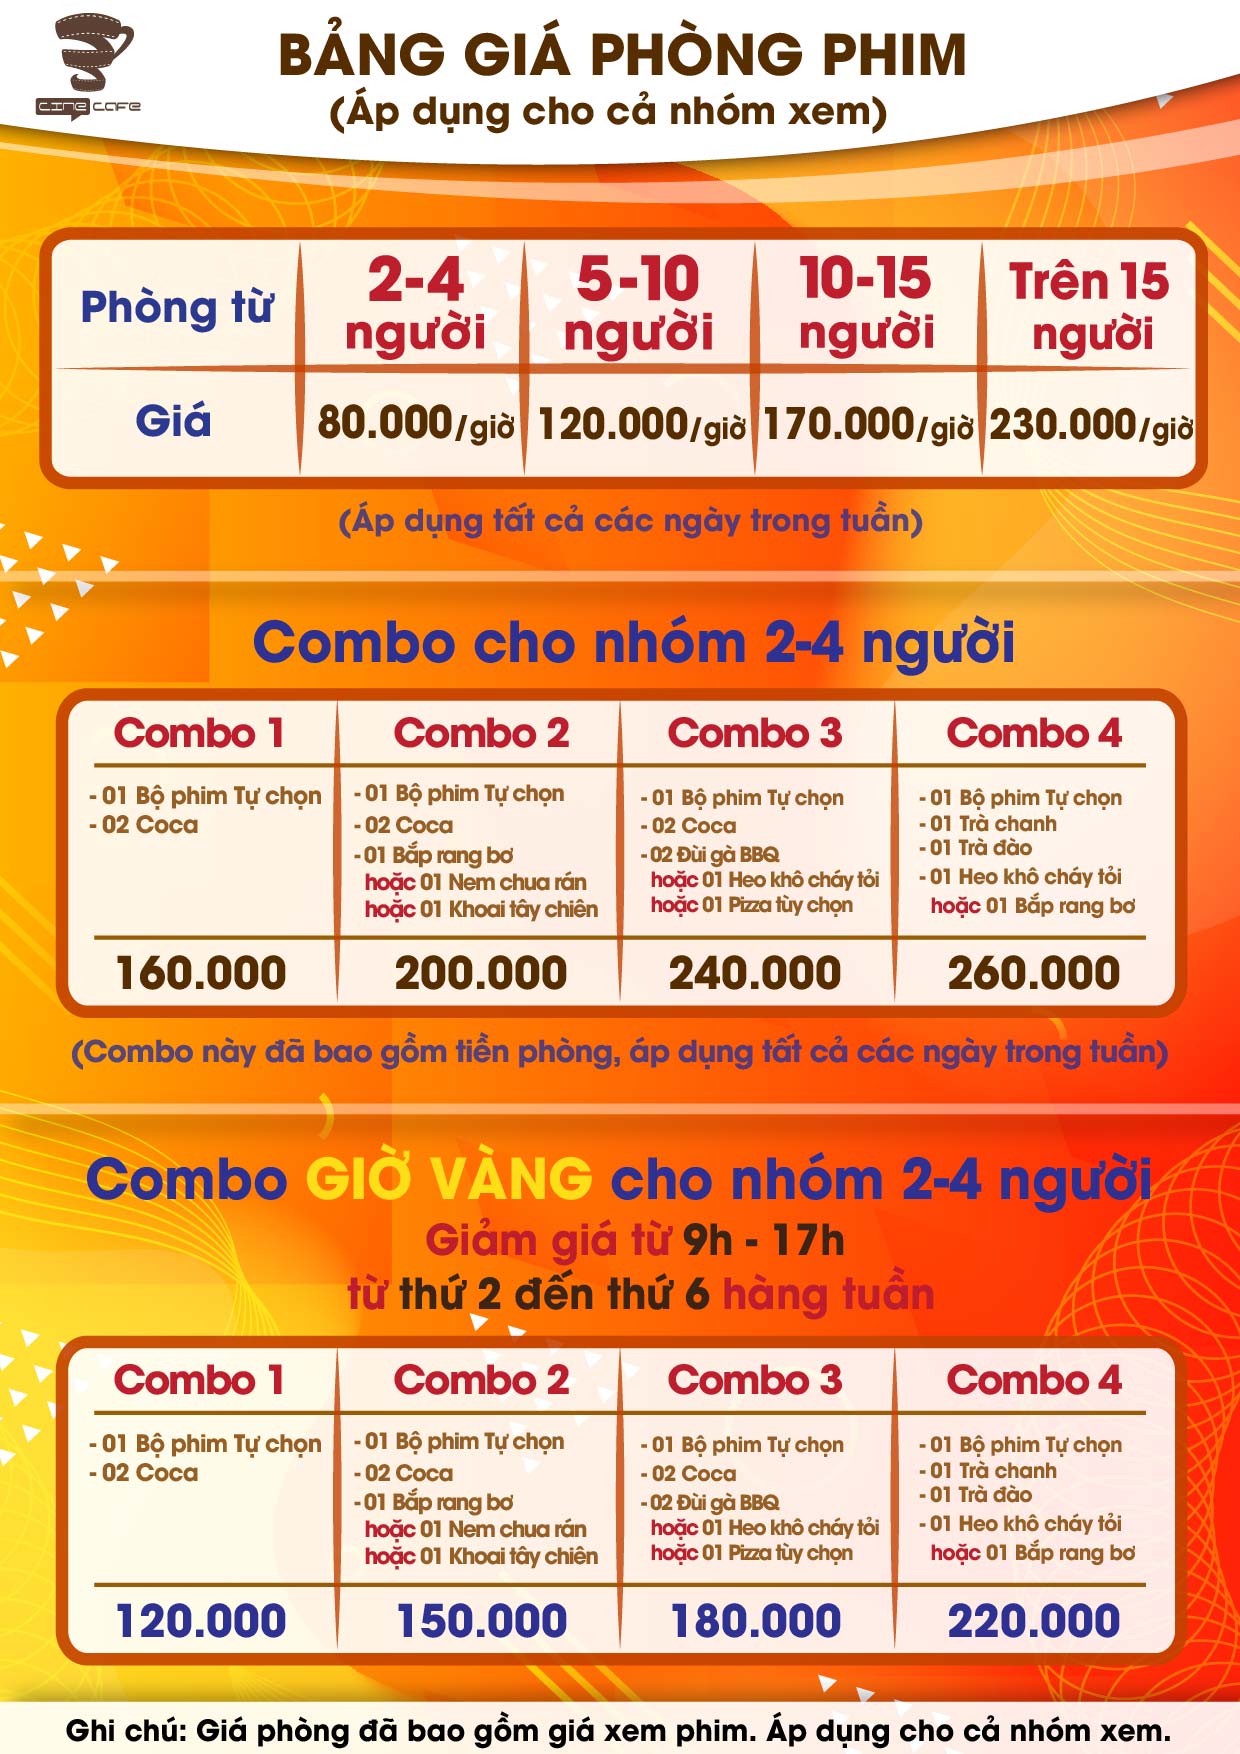 CINE CAFE
BẢNG GIÁ PHÒNG PHIM
(Áp dụng cho cả nhóm xem)
Phòng từ
2-4 người
5-10 người
10-15 người
Trên 15 người
Giá
80.000/giờ
120.000/giờ
170.000/giờ
230.000/giờ
(Áp dụng tất cả các ngày trong tuần)
Combo cho nhóm 2-4 người
Combo 1
- 01 Bộ phim Tự chọn
- 02 Coca
160.000
Combo 2
- 01 Bộ phim Tự chọn
- 02 Coca
- 01 Bắp rang bơ
hoặc 01 Nem chua rán
hoặc 01 Khoai tây chiên
200.000
Combo 3
- 01 Bộ phim Tự chọn
- 02 Coca
- 02 Đùi gà BBQ
hoặc 01 Heo khô cháy tỏi
hoặc 01 Pizza tùy chọn
240.000
Combo 4
- 01 Bộ phim Tự chọn
- 01 Trà chanh
- 01 Trà đào
- 01 Heo khô cháy tỏi
hoặc 01 Bắp rang bơ
260.000
(Combo này đã bao gồm tiền phòng, áp dụng tất cả các ngày trong tuần)
Combo GIỜ VÀNG cho nhóm 2-4 người
Giảm giá từ 9h - 17h
từ thứ 2 đến thứ 6 hàng tuần
Combo 1
- 01 Bộ phim Tự chọn
- 02 Coca
120.000
Combo 2
- 01 Bộ phim Tự chọn
- 02 Coca
- 01 Bắp rang bơ
hoặc 01 Nem chua rán
hoặc 01 Khoai tây chiên
150.000
Combo 3
- 01 Bộ phim Tự chọn
- 02 Coca
- 02 Đùi gà BBQ
hoặc 01 Heo khô cháy tỏi
hoặc 01 Pizza tùy chọn
180.000
Combo 4
- 01 Bộ phim Tự chọn
- 01 Trà chanh
- 01 Trà đào
- 01 Heo khô cháy tỏi
hoặc 01 Bắp rang bơ
220.000
Ghi chú: Giá phòng đã bao gồm giá xem phim. Áp dụng cho cả nhóm xem.